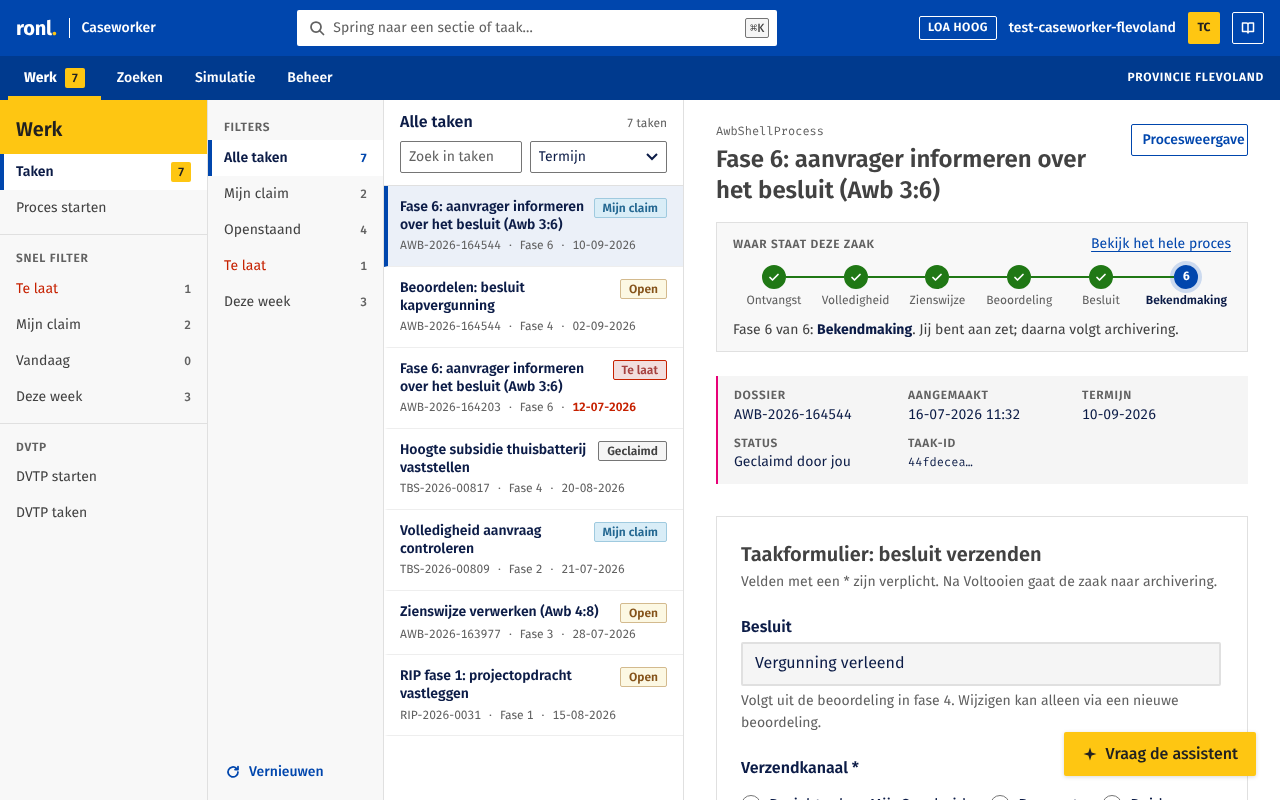 ronl.
Caseworker
Spring naar een sectie of taak...
⌘K
LOA HOOG
test-caseworker-flevoland
TC
Werk 7
Zoeken
Simulatie
Beheer
PROVINCIE FLEVOLAND
Werk
Taken 7
Proces starten
SNEL FILTER
Te laat 1
Mijn claim 2
Vandaag 0
Deze week 3
DVTP
DVTP starten
DVTP taken
FILTERS
Alle taken 7
Mijn claim 2
Openstaand 4
Te laat 1
Deze week 3
Vernieuwen
Alle taken
7 taken
Zoek in taken
Termijn
Fase 6: aanvrager informeren
over het besluit (Awb 3:6)
Mijn claim
AWB-2026-164544 · Fase 6 · 10-09-2026
Beoordelen: besluit
kapvergunning
Open
AWB-2026-164544 · Fase 4 · 02-09-2026
Fase 6: aanvrager informeren
over het besluit (Awb 3:6)
Te laat
AWB-2026-164203 · Fase 6 · 12-07-2026
Hoogte subsidie thuisbatterij
vaststellen
Geclaimd
TBS-2026-00817 · Fase 4 · 20-08-2026
Volledigheid aanvraag
controleren
Mijn claim
TBS-2026-00809 · Fase 2 · 21-07-2026
Zienswijze verwerken (Awb 4:8)
Open
AWB-2026-163977 · Fase 3 · 28-07-2026
RIP fase 1: projectopdracht
vastleggen
Open
RIP-2026-0031 · Fase 1 · 15-08-2026
AwbShellProcess
Fase 6: aanvrager informeren over
het besluit (Awb 3:6)
Procesweergave
WAAR STAAT DEZE ZAAK
Bekijk het hele proces
6
Ontvangst Volledigheid Zienswijze Beoordeling Besluit Bekendmaking
Fase 6 van 6: Bekendmaking. Jij bent aan zet; daarna volgt archivering.
DOSSIER AANGEMAAKT TERMIJN
AWB-2026-164544 16-07-2026 11:32 10-09-2026
STATUS TAAK-ID
Geclaimd door jou 44fdecea…
Taakformulier: besluit verzenden
Velden met een * zijn verplicht. Na Voltooien gaat de zaak naar archivering.
Besluit
Vergunning verleend
Volgt uit de beoordeling in fase 4. Wijzigen kan alleen via een nieuwe
beoordeling.
Verzendkanaal *
Vraag de assistent